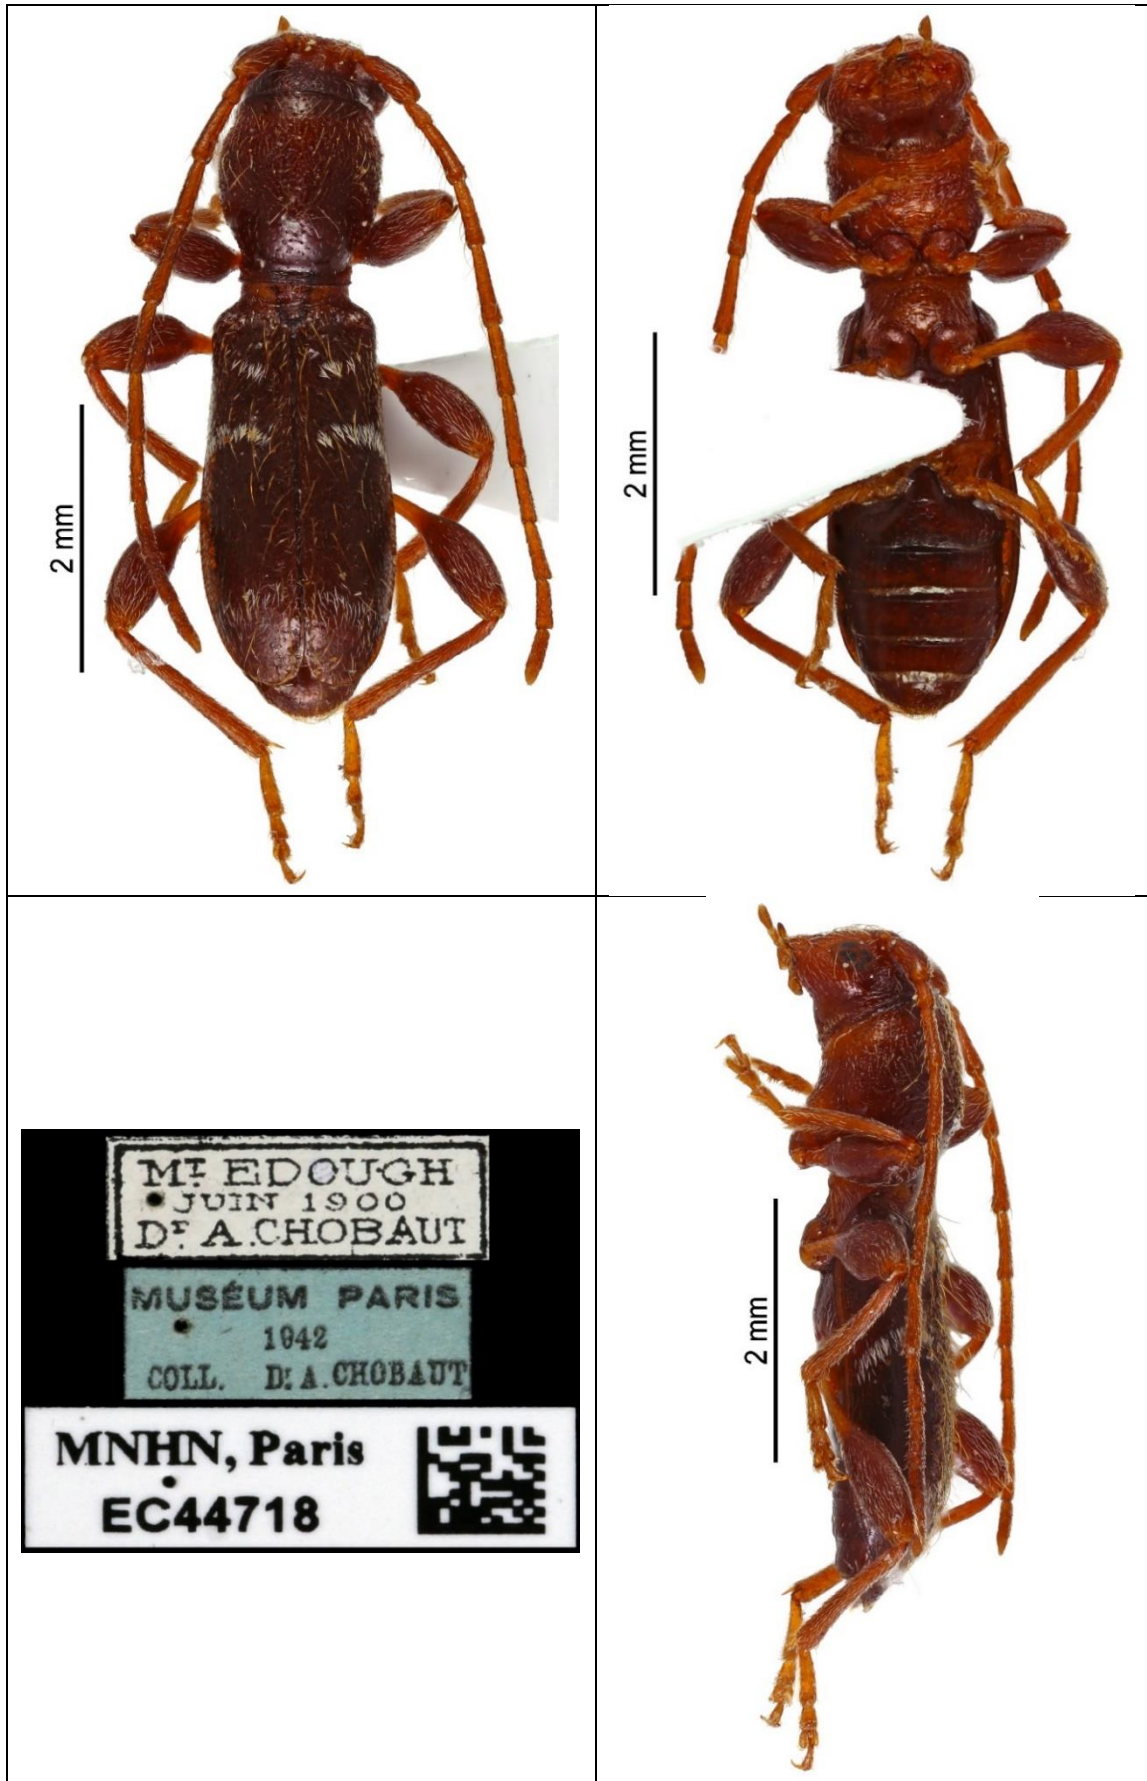 2 mm
2 mm
Mᵀ. EDOUGH
JUIN 1900
Dʳ. A. CHOBAUT
MUSÉUM PARIS
1942
COLL. Dʳ A. CHOBAUT
MNHN, Paris
EC44718
2 mm